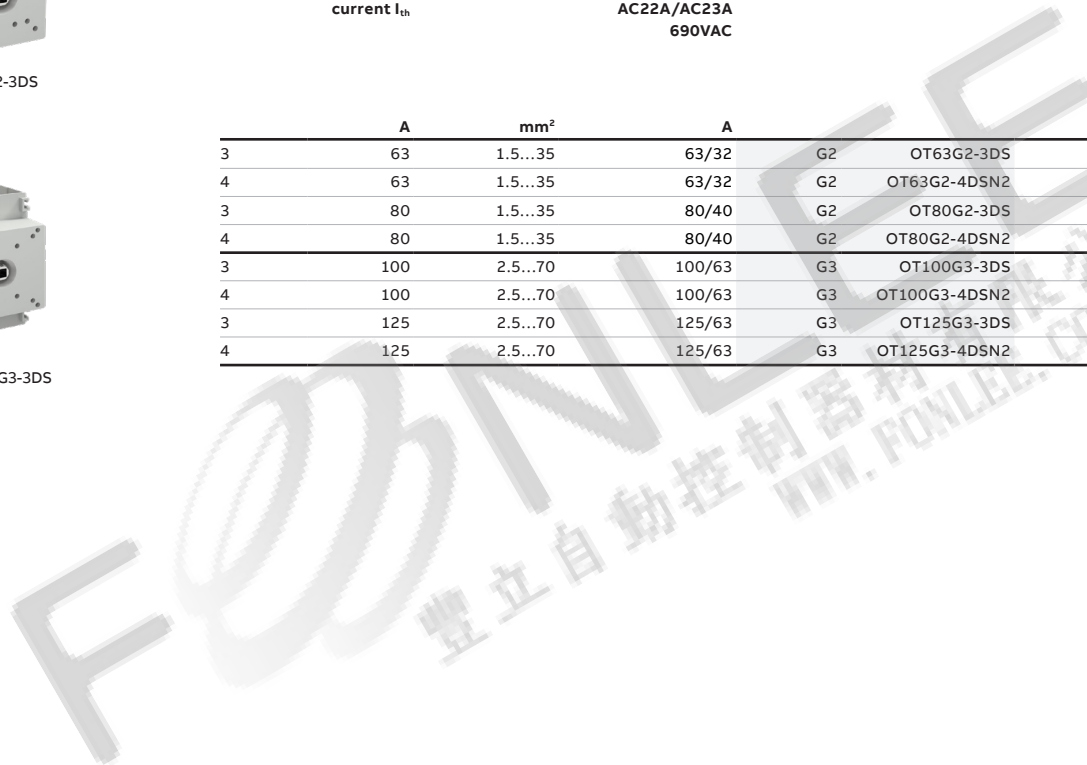 current Ith AC22A/AC23A
690VAC
2-3DS
A mm² A
3 63 1.5...35 63/32 G2 OT63G2-3DS
4 63 1.5...35 63/32 G2 OT63G2-4DSN2
3 80 1.5...35 80/40 G2 OT80G2-3DS
4 80 1.5...35 80/40 G2 OT80G2-4DSN2
3 100 2.5...70 100/63 G3 OT100G3-3DS
4 100 2.5...70 100/63 G3 OT100G3-4DSN2
3 125 2.5...70 125/63 G3 OT125G3-3DS
4 125 2.5...70 125/63 G3 OT125G3-4DSN2
G3-3DS
FONLEE
豐立自動控制器材有
WWW.FONLEE.